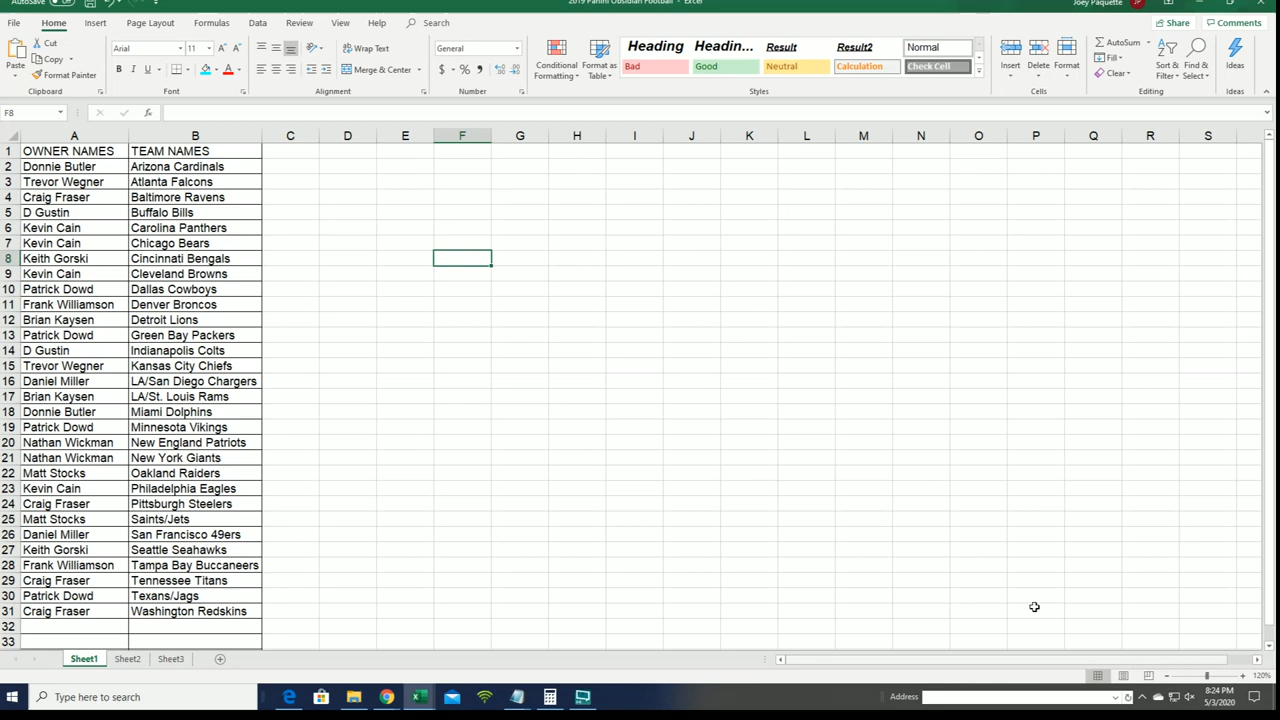 AutoSave Off
2019 Panini Obsidian Football - Excel
Joey Paquette JP
File Home Insert Page Layout Formulas Data Review View Help Search Share Comments
Paste Cut Copy Format Painter
Arial 11 A A Wrap Text General AutoSum
B I U A Merge & Center $ % , Fill Clear
Conditional Formatting Format as Table
Heading Headin... Result Result2 Normal
Bad Good Neutral Calculation Check Cell
Insert Delete Format Sort & Filter Find & Select Ideas
Clipboard Font Alignment Number Styles Cells Editing Ideas
F8 fx
A B C D E F G H I J K L M N O P Q R S
1 OWNER NAMES TEAM NAMES
2 Donnie Butler Arizona Cardinals
3 Trevor Wegner Atlanta Falcons
4 Craig Fraser Baltimore Ravens
5 D Gustin Buffalo Bills
6 Kevin Cain Carolina Panthers
7 Kevin Cain Chicago Bears
8 Keith Gorski Cincinnati Bengals
9 Kevin Cain Cleveland Browns
10 Patrick Dowd Dallas Cowboys
11 Frank Williamson Denver Broncos
12 Brian Kaysen Detroit Lions
13 Patrick Dowd Green Bay Packers
14 D Gustin Indianapolis Colts
15 Trevor Wegner Kansas City Chiefs
16 Daniel Miller LA/San Diego Chargers
17 Brian Kaysen LA/St. Louis Rams
18 Donnie Butler Miami Dolphins
19 Patrick Dowd Minnesota Vikings
20 Nathan Wickman New England Patriots
21 Nathan Wickman New York Giants
22 Matt Stocks Oakland Raiders
23 Kevin Cain Philadelphia Eagles
24 Craig Fraser Pittsburgh Steelers
25 Matt Stocks Saints/Jets
26 Daniel Miller San Francisco 49ers
27 Keith Gorski Seattle Seahawks
28 Frank Williamson Tampa Bay Buccaneers
29 Craig Fraser Tennessee Titans
30 Patrick Dowd Texans/Jags
31 Craig Fraser Washington Redskins
32
33
Sheet1 Sheet2 Sheet3
120%
Type here to search
Address
8:24 PM
5/3/2020